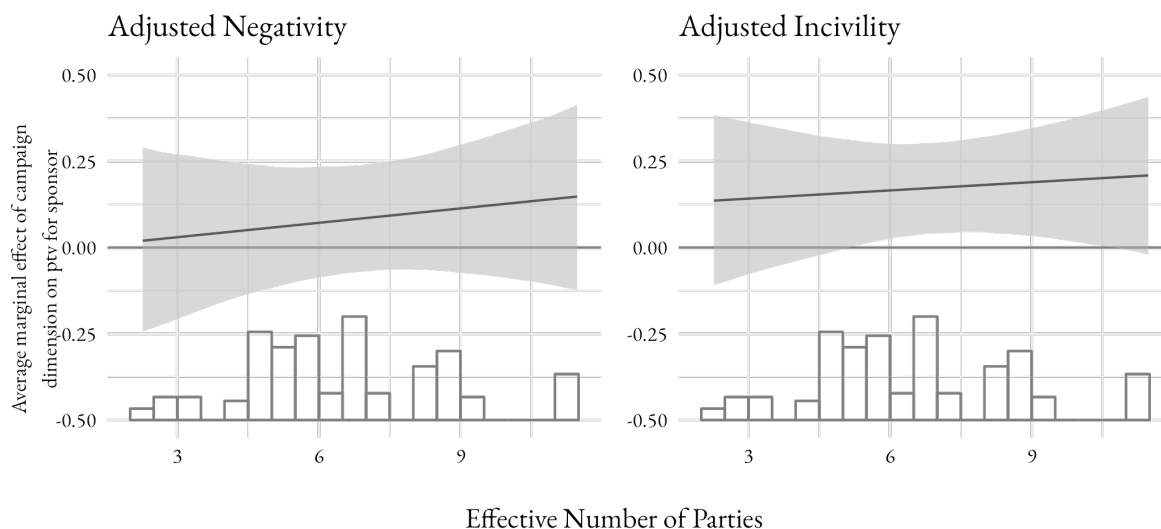 Adjusted Negativity
Adjusted Incivility
Average marginal effect of campaign
dimension on ptv for sponsor
0.50
0.25
0.00
-0.25
-0.50
3 6 9
0.50
0.25
0.00
-0.25
-0.50
3 6 9
Effective Number of Parties